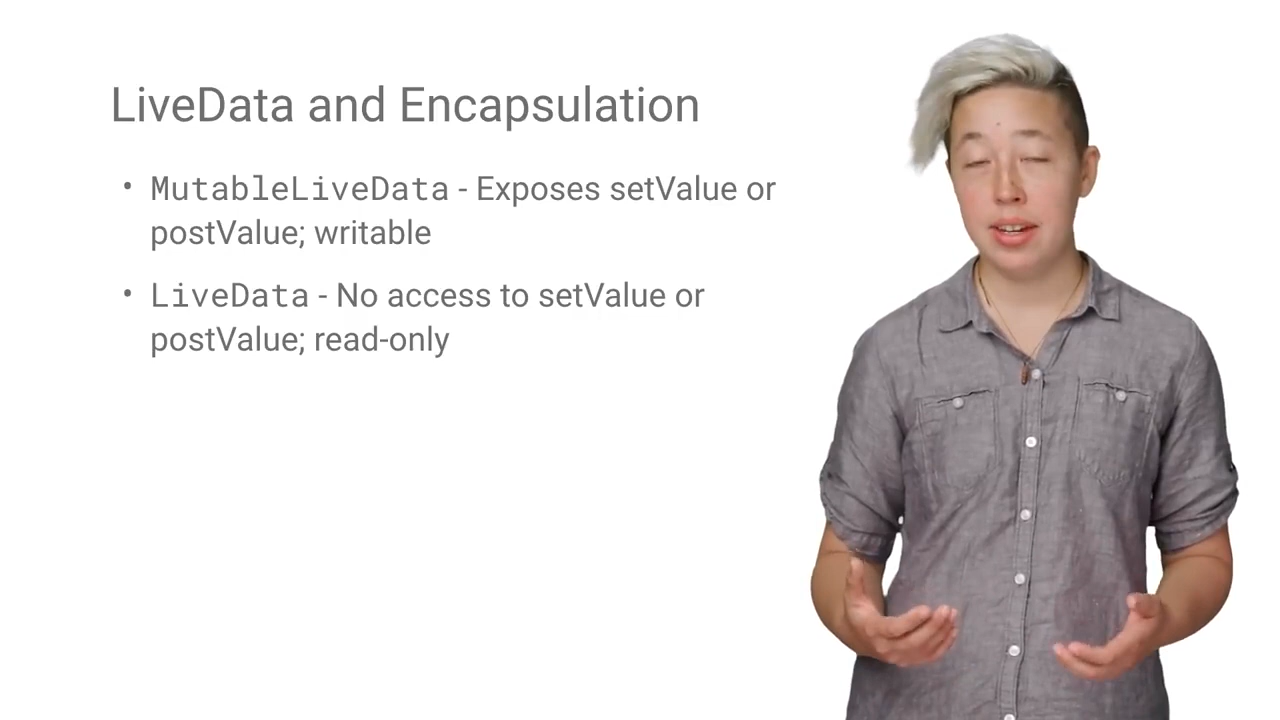 LiveData and Encapsulation
• MutableLiveData - Exposes setValue or
postValue; writable
• LiveData - No access to setValue or
postValue; read-only